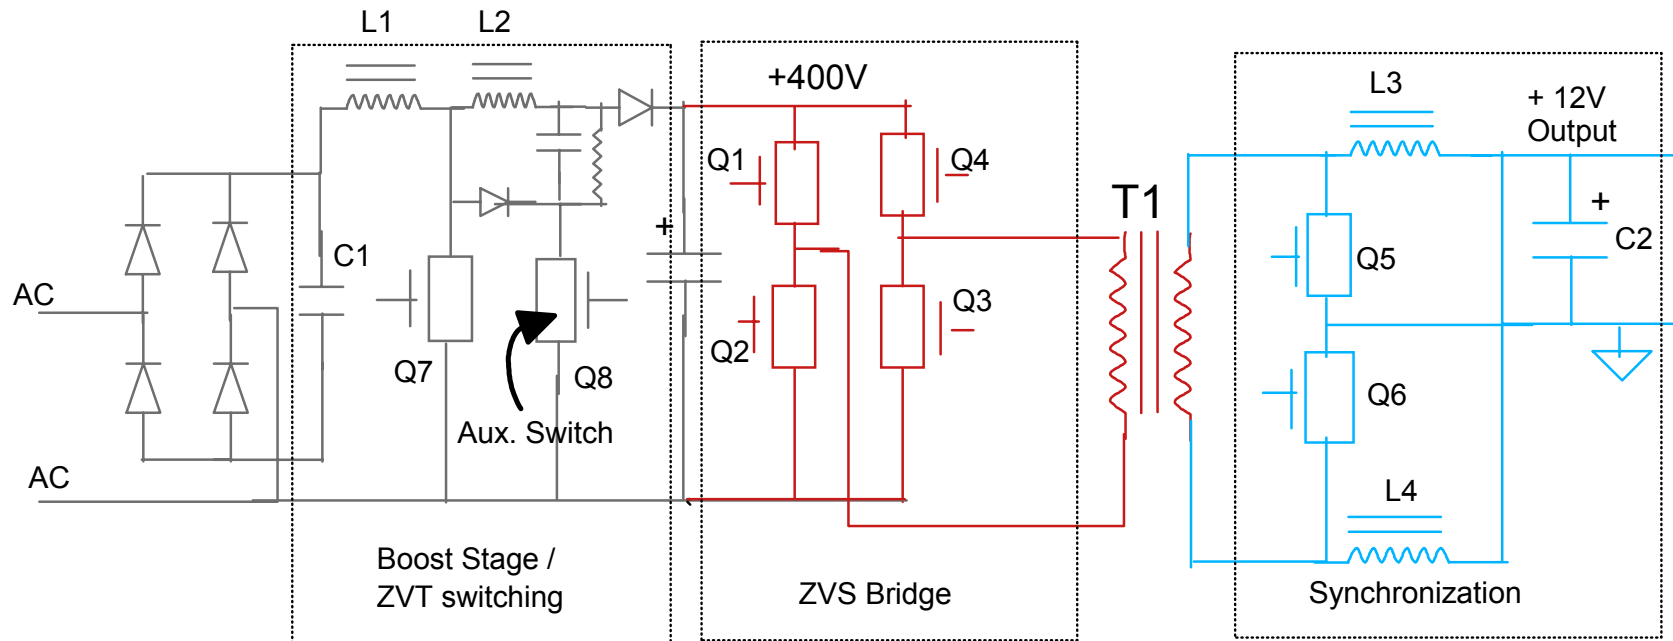 L1
L2
L3
+400V
+ 12V
Output
Q1
Q4
T1
+
+
C1
C2
Q5
AC
Q3
Q2
Q7
Q8
Q6
Aux. Switch
AC
L4
Boost Stage /
ZVT switching
ZVS Bridge
Synchronization